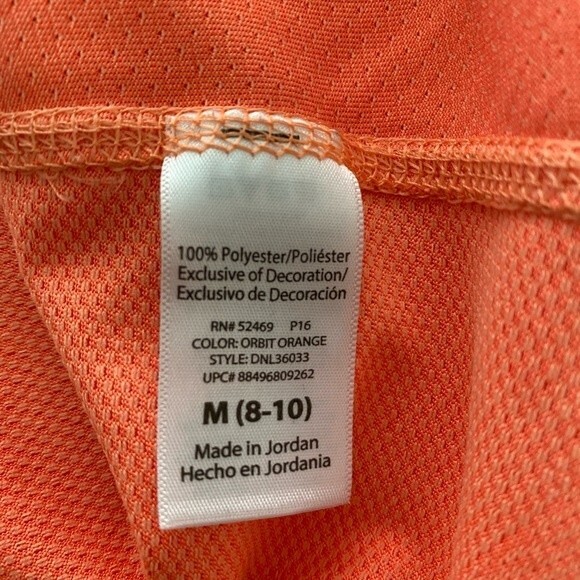 100% Polyester/Poliéster
Exclusive of Decoration/
Exclusivo de Decoración
RN# 52469 P16
COLOR: ORBIT ORANGE
STYLE: DNL36033
UPC# 88496809262
M (8-10)
Made in Jordan
Hecho en Jordania